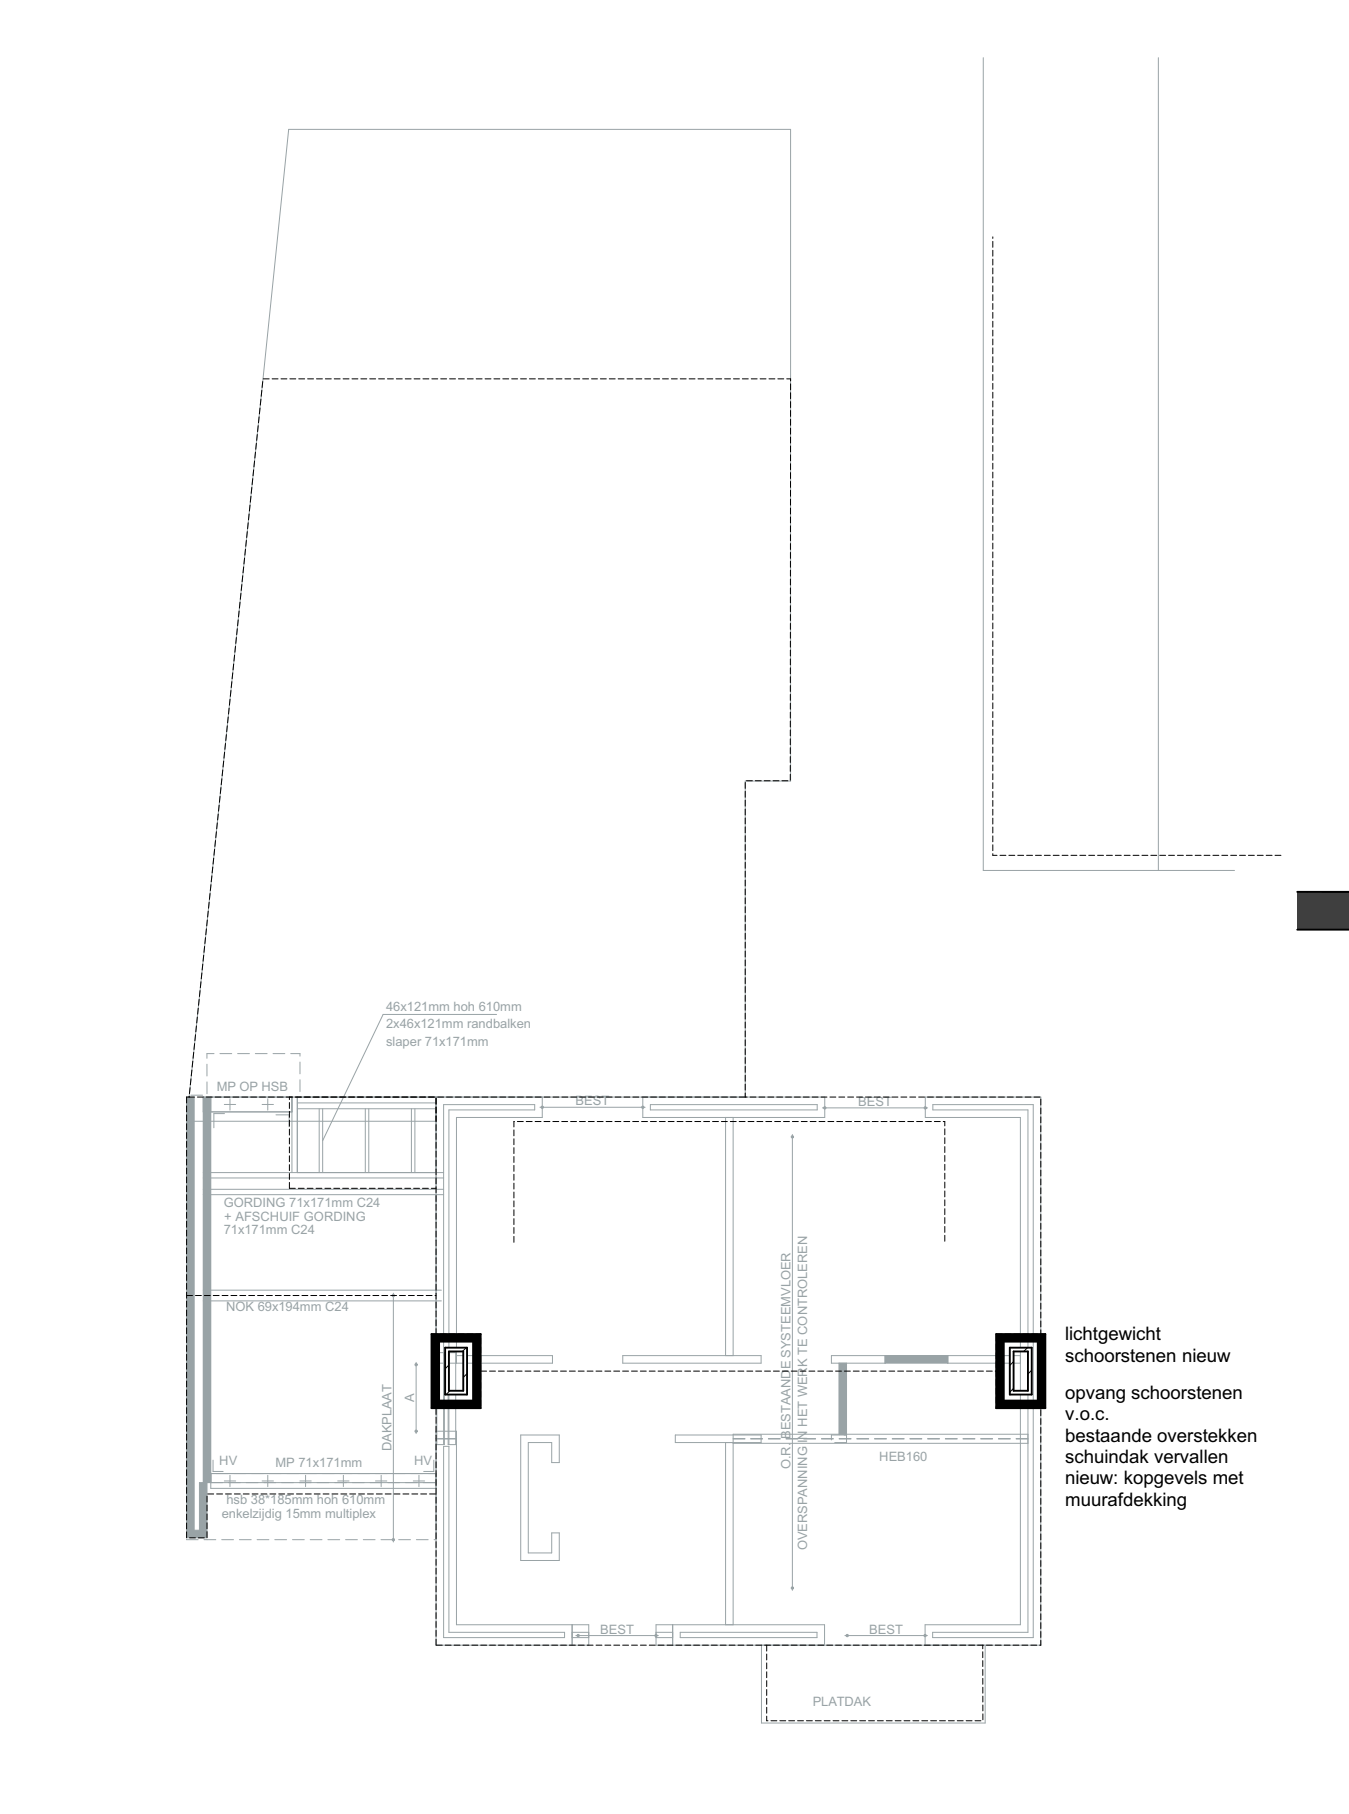 46x121mm hoh 610mm
2x46x121mm randbalken
slaper 71x171mm
MP OP HSB
BEST
BEST
GORDING 71x171mm C24
+ AFSCHUIF GORDING
71x171mm C24
NOK 69x194mm C24
DAKPLAAT
A
HV
MP 71x171mm
HV
hsb 38*185mm hoh 610mm
enkelzijdig 15mm multiplex
O.R. BESTAANDE SYSTEEMVLOER
OVERSPANNING IN HET WERK TE CONTROLEREN
HEB160
lichtgewicht
schoorstenen nieuw
opvang schoorstenen
v.o.c.
bestaande overstekken
schuindak vervallen
nieuw: kopgevels met
muurafdekking
BEST
BEST
PLATDAK